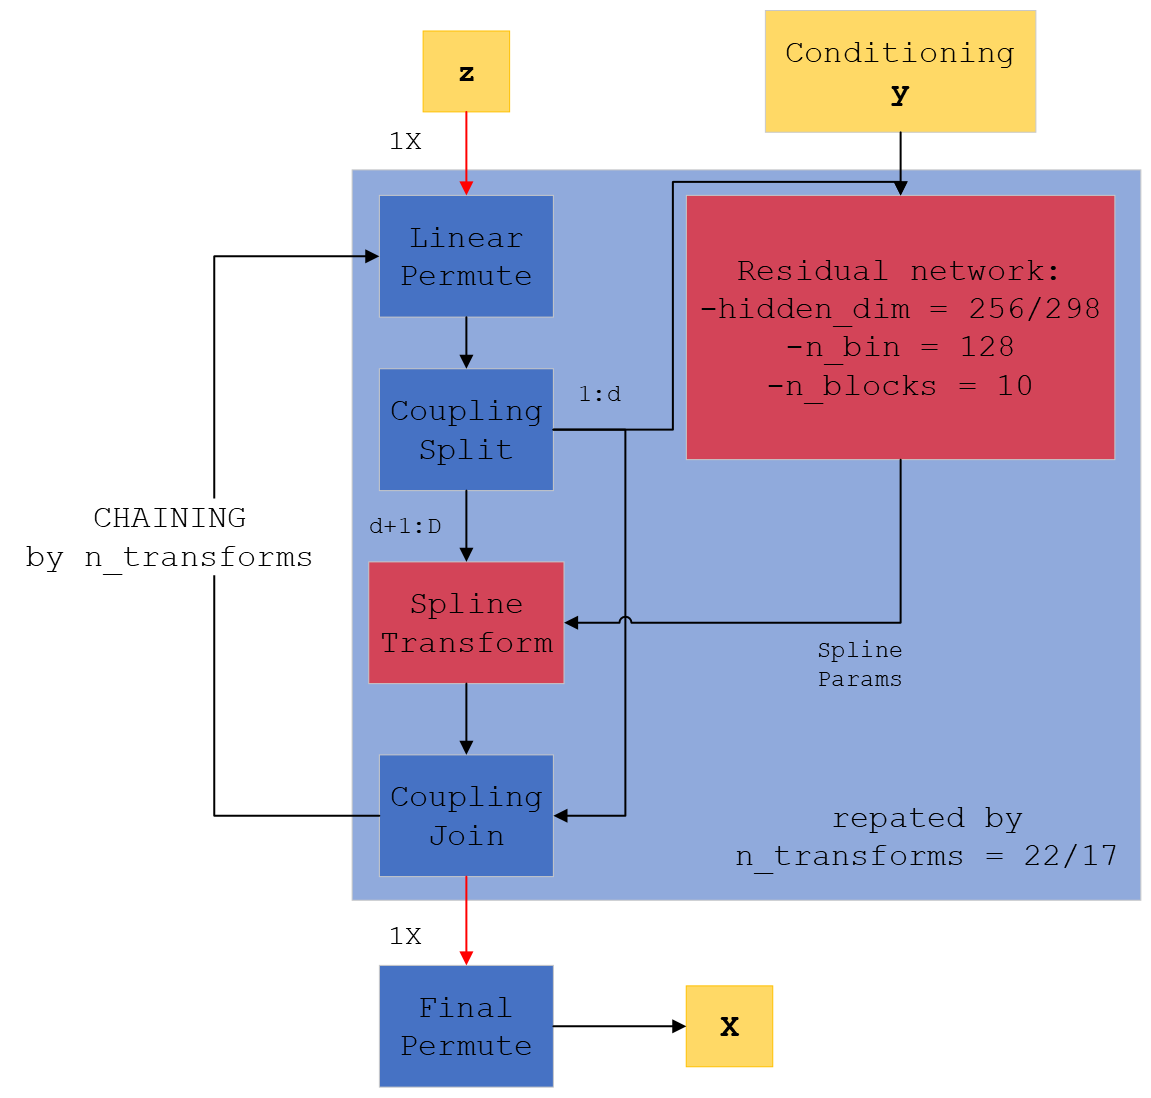 z
Conditioning
y
1X
Linear
Permute
Residual network:
-hidden_dim = 256/298
-n_bin = 128
-n_blocks = 10
Coupling
Split
1:d
CHAINING
by n_transforms
d+1:D
Spline
Transform
Spline
Params
Coupling
Join
repated by
n_transforms = 22/17
1X
Final
Permute
x